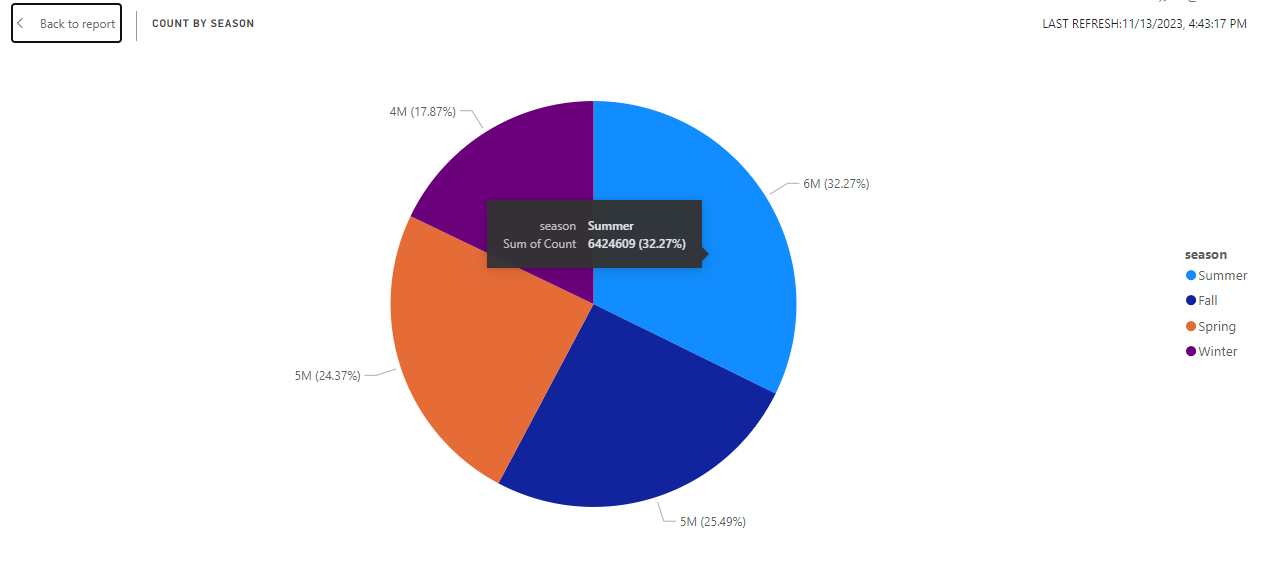 Back to report
COUNT BY SEASON
LAST REFRESH:11/13/2023, 4:43:17 PM
4M (17.87%)
6M (32.27%)
season Summer
Sum of Count 6424609 (32.27%)
5M (24.37%)
5M (25.49%)
season
Summer
Fall
Spring
Winter